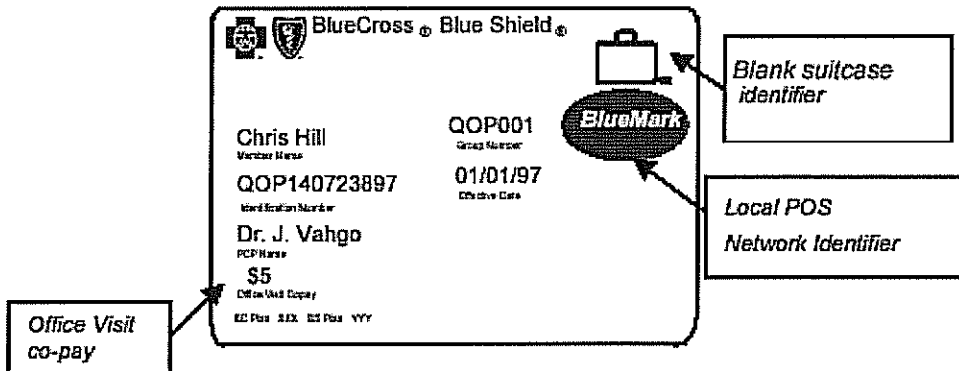 BlueCross ® Blue Shield ®
Blank suitcase
identifier
BlueMark
Chris Hill
Member Name
QOP001
Group Number
QOP140723897
Identification Number
01/01/97
Effective Date
Dr. J. Vahgo
PCP Name
$5
Office Visit Copay
Local POS
Network Identifier
Office Visit
co-pay